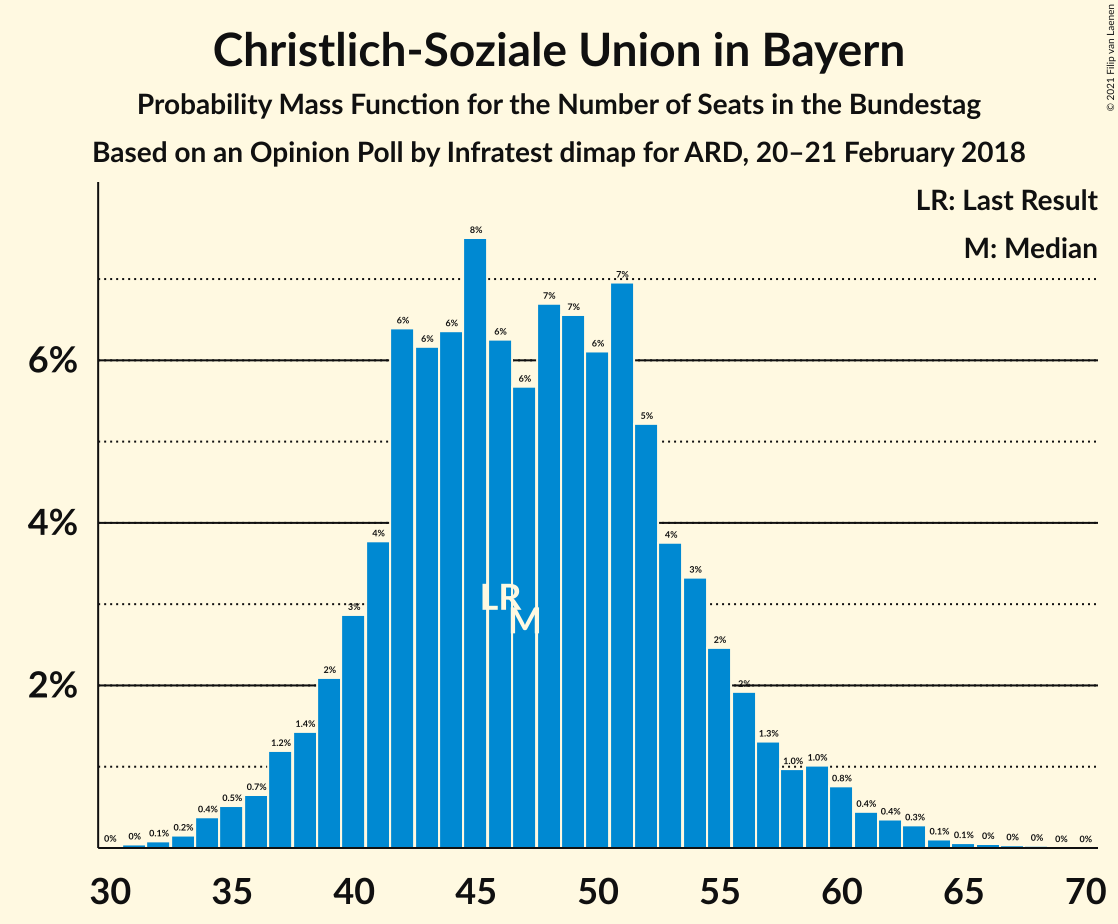 Christlich-Soziale Union in Bayern
Probability Mass Function for the Number of Seats in the Bundestag
Based on an Opinion Poll by Infratest dimap for ARD, 20–21 February 2018
© 2021 Filip van Laenen
LR: Last Result
M: Median
6%
4%
2%
0% 0% 0.1% 0.2% 0.4% 0.5% 0.7% 1.2% 1.4% 2% 3% 4% 6% 6% 6% 8% 6% 6% 7% 7% 6% 7% 5% 4% 3% 2% 2% 1.3% 1.0% 1.0% 0.8% 0.4% 0.4% 0.3% 0.1% 0.1% 0% 0% 0% 0% 0%
LR
M
30 35 40 45 50 55 60 65 70